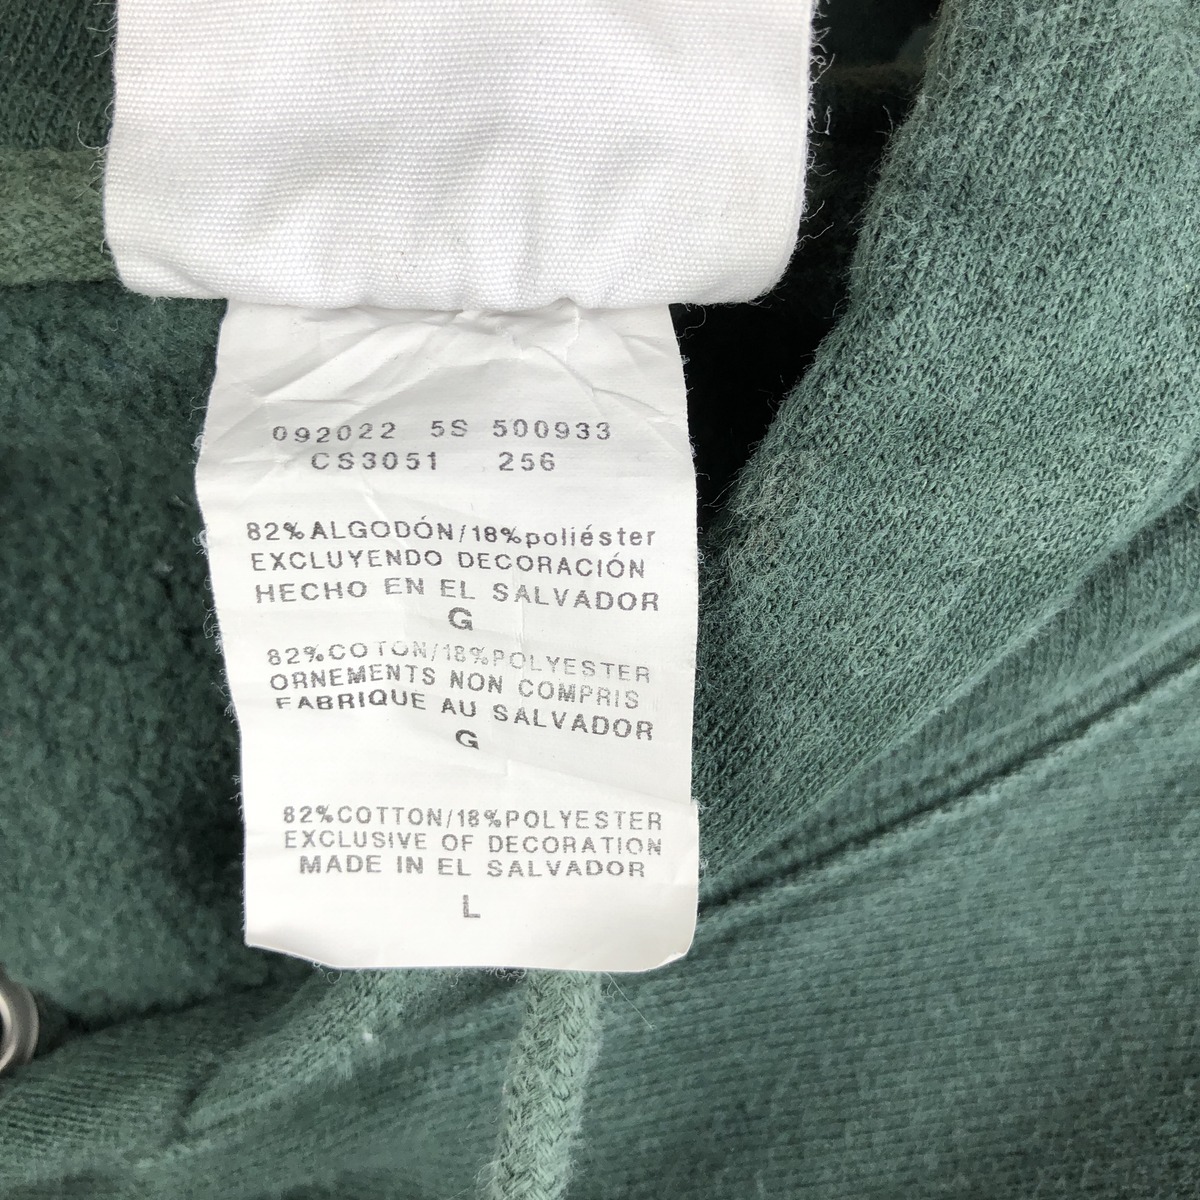 092022 5S 500933
CS3051 256
82%ALGODÓN/18%poliéster
EXCLUYENDO DECORACIÓN
HECHO EN EL SALVADOR
G
82%COTON/18%POLYESTER
ORNEMENTS NON COMPRIS
FABRIQUE AU SALVADOR
G
82%COTTON/18%POLYESTER
EXCLUSIVE OF DECORATION
MADE IN EL SALVADOR
L